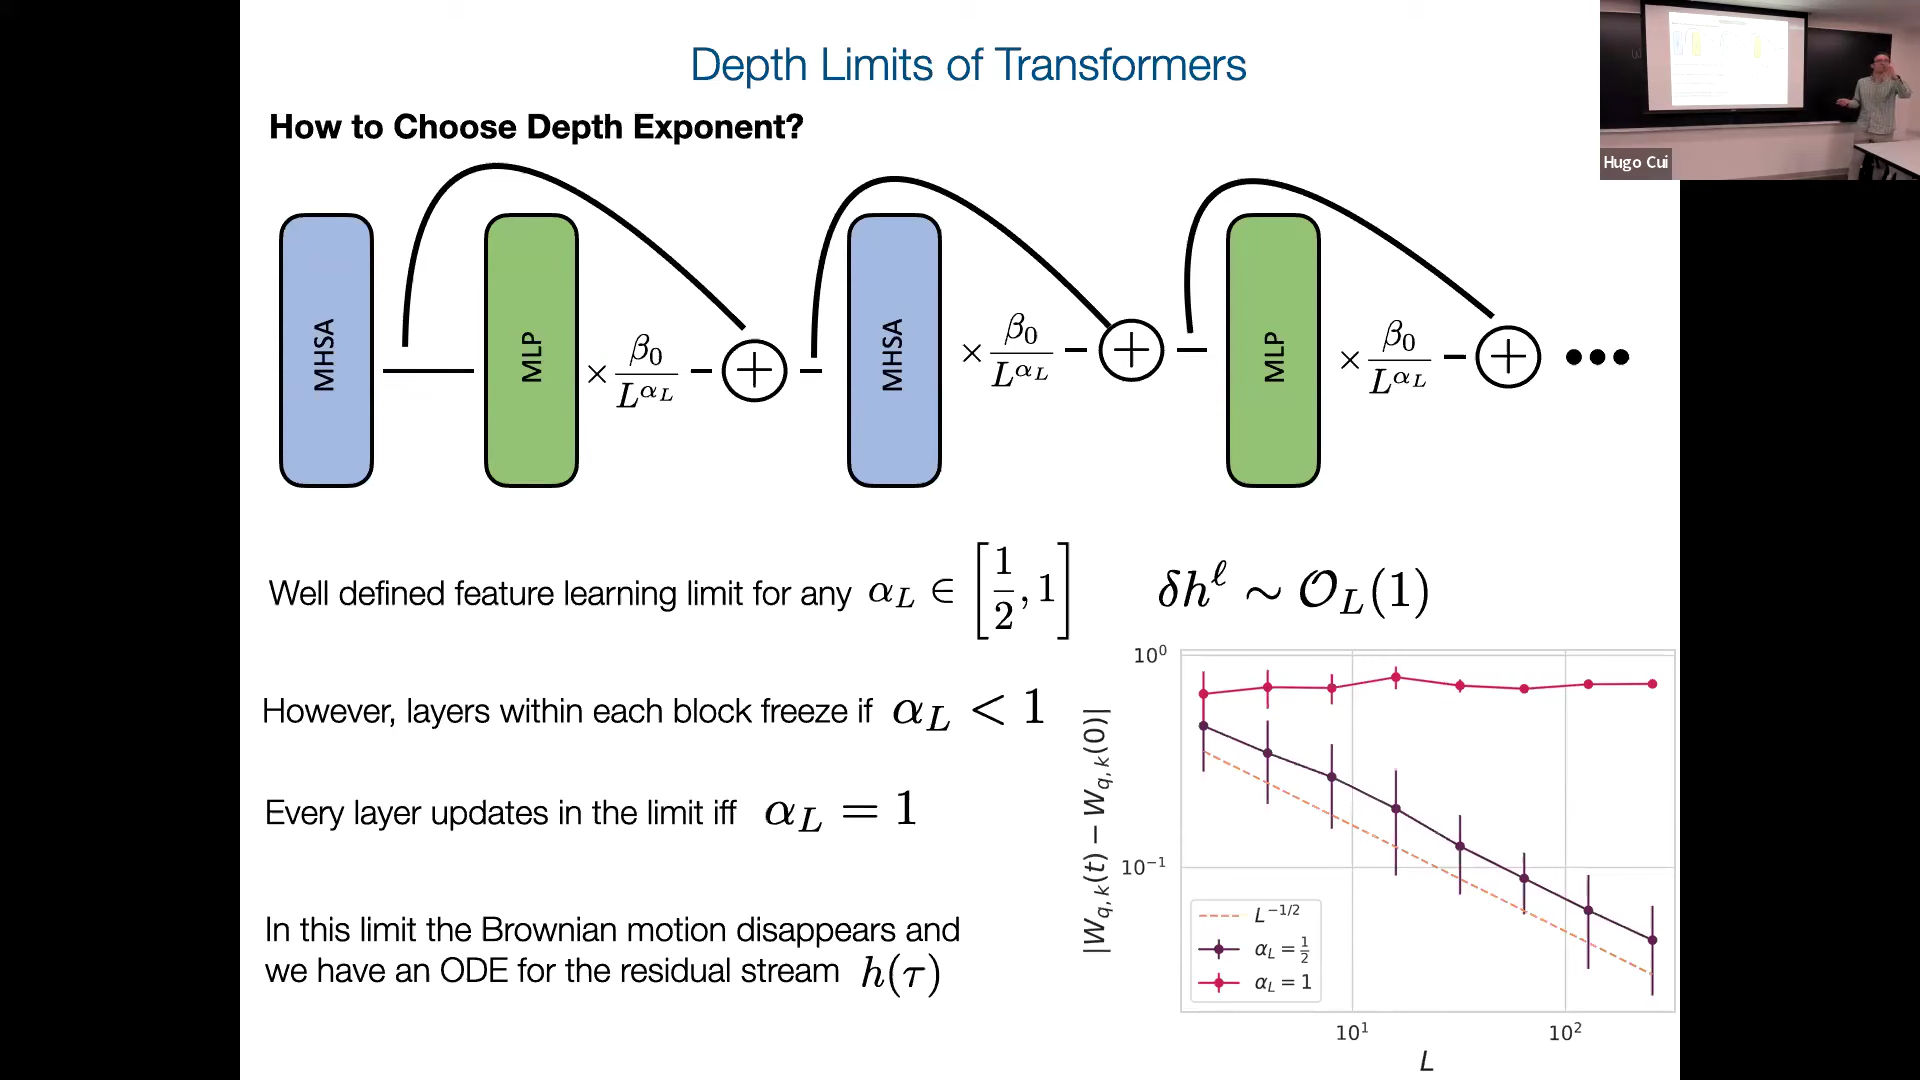 Depth Limits of Transformers
Hugo Cui
How to Choose Depth Exponent?
MHSA
MLP
× β₀ / L^{α_L}
MHSA
× β₀ / L^{α_L}
MLP
× β₀ / L^{α_L}
•••
Well defined feature learning limit for any α_L ∈ [1/2, 1]
δh^ℓ ∼ 𝒪_L(1)
However, layers within each block freeze if α_L < 1
Every layer updates in the limit iff α_L = 1
In this limit the Brownian motion disappears and
we have an ODE for the residual stream h(τ)
|W_{q,k}(t) − W_{q,k}(0)|
10⁰
10⁻¹
L^{−1/2}
α_L = 1/2
α_L = 1
10¹
10²
L